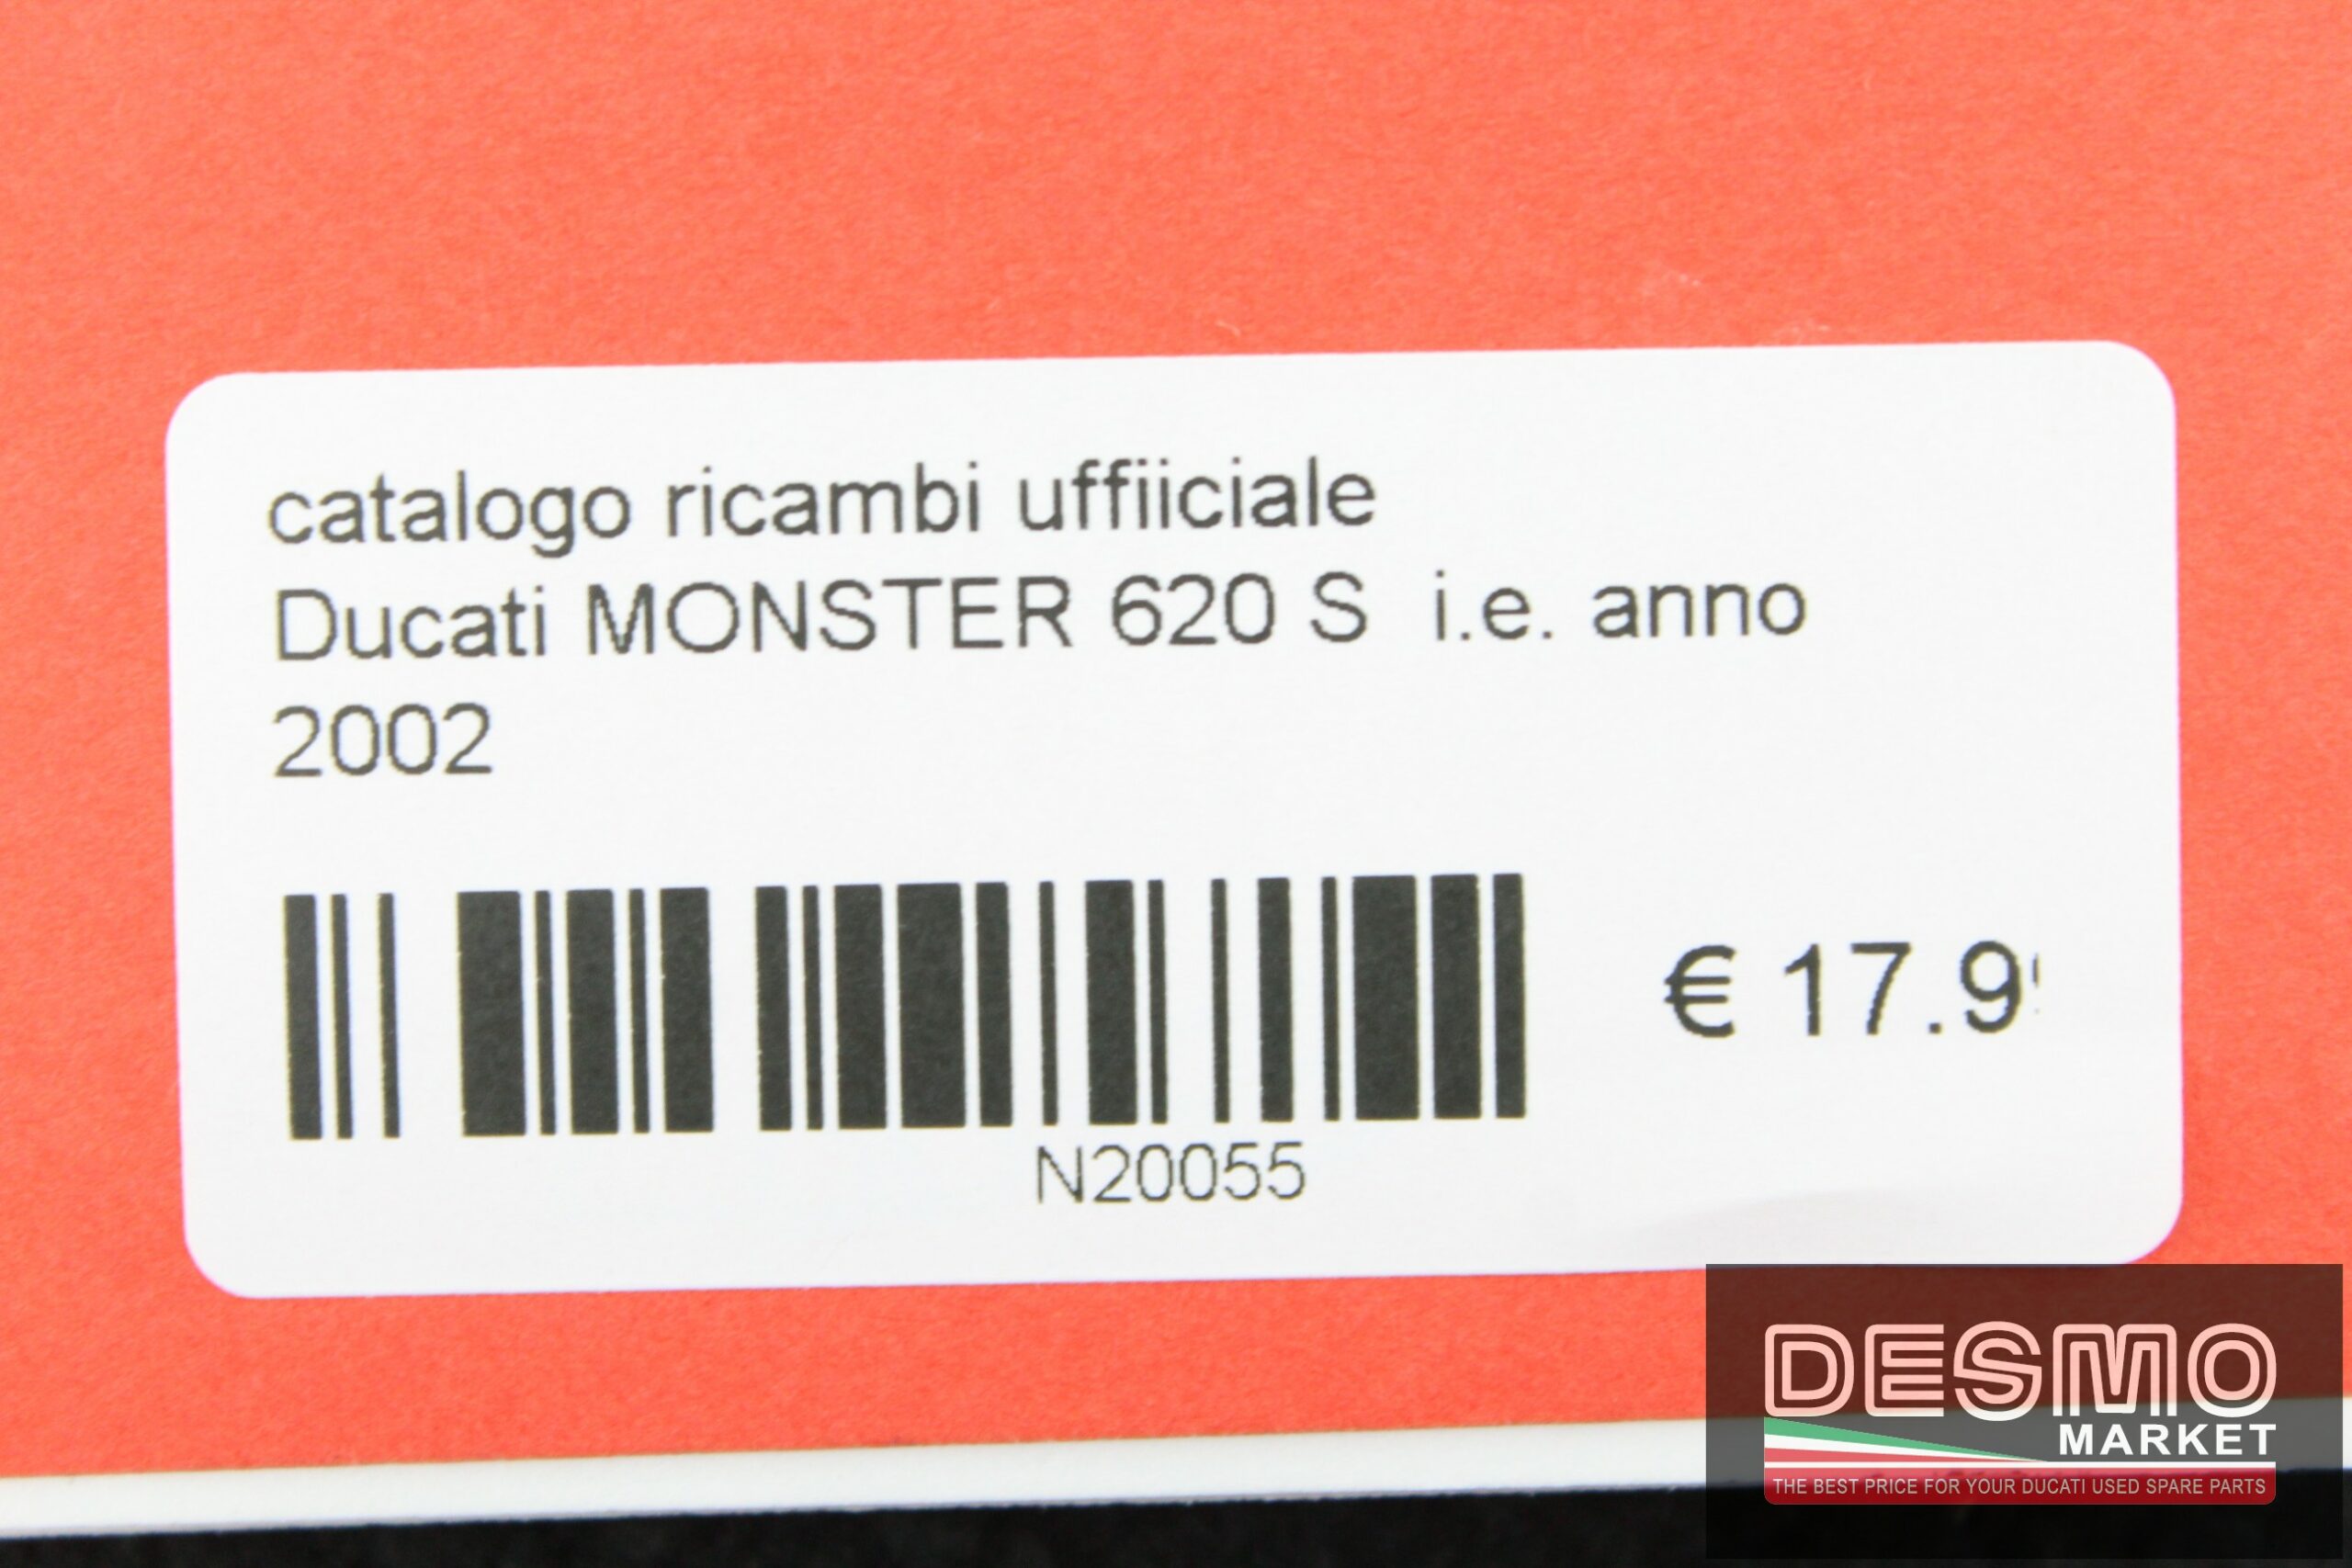 catalogo ricambi uffiiciale
Ducati MONSTER 620 S i.e. anno
2002
€ 17.9
N20055
DESMO
MARKET
THE BEST PRICE FOR YOUR DUCATI USED SPARE PARTS